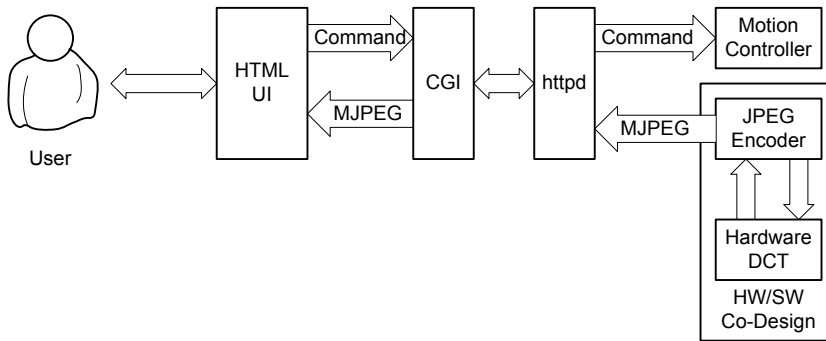 User
HTML
UI
Command
MJPEG
CGI
httpd
Command
MJPEG
Motion
Controller
JPEG
Encoder
Hardware
DCT
HW/SW
Co-Design